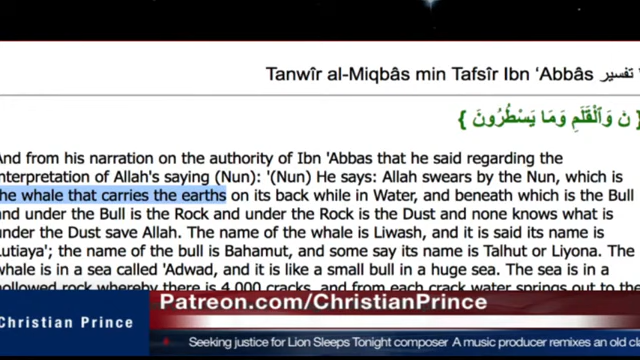 Tanwîr al-Miqbâs min Tafsîr Ibn ‘Abbâs تفسير
{ نۤ وَٱلْقَلَمِ وَمَا يَسْطُرُونَ }
And from his narration on the authority of Ibn 'Abbas that he said regarding the
interpretation of Allah's saying (Nun): '(Nun) He says: Allah swears by the Nun, which is
the whale that carries the earths on its back while in Water, and beneath which is the Bull
and under the Bull is the Rock and under the Rock is the Dust and none knows what is
under the Dust save Allah. The name of the whale is Liwash, and it is said its name is
Lutiaya'; the name of the bull is Bahamut, and some say its name is Talhut or Liyona. The
whale is in a sea called 'Adwad, and it is like a small bull in a huge sea. The sea is in a
hollowed rock whereby there is 4,000 cracks, and from each crack water springs out to the
Patreon.com/ChristianPrince
Christian Prince
Seeking justice for Lion Sleeps Tonight composer A music producer remixes an old